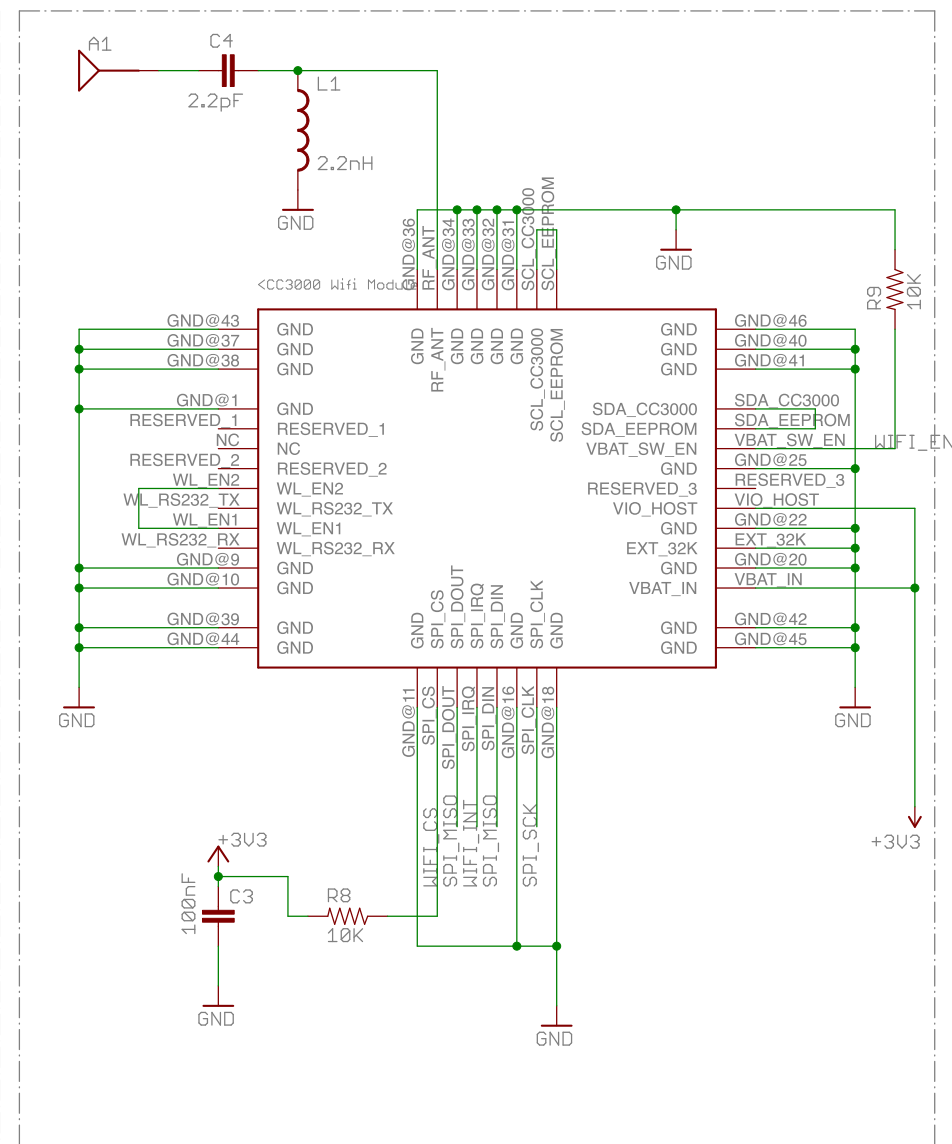 A1
C4
2.2pF
L1
2.2nH
GND
GND@36
RF_ANT
GND@34
GND@33
GND@32
GND@31
SCL_CC3000
SCL_EEPROM
GND
R9
10K
<CC3000 Wifi Module
GND
RF_ANT
GND
GND
GND
GND
SCL_CC3000
SCL_EEPROM
GND@43
GND@37
GND@38
GND@1
RESERVED_1
NC
RESERVED_2
WL_EN2
WL_RS232_TX
WL_EN1
WL_RS232_RX
GND@9
GND@10
GND@39
GND@44
GND
GND
GND
GND
RESERVED_1
NC
RESERVED_2
WL_EN2
WL_RS232_TX
WL_EN1
WL_RS232_RX
GND
GND
GND
GND
GND
GND
GND
SDA_CC3000
SDA_EEPROM
VBAT_SW_EN
GND
RESERVED_3
VIO_HOST
GND
EXT_32K
GND
VBAT_IN
GND
GND
GND@46
GND@40
GND@41
SDA_CC3000
SDA_EEPROM
VBAT_SW_EN
WIFI_EN
GND@25
RESERVED_3
VIO_HOST
GND@22
EXT_32K
GND@20
VBAT_IN
GND@42
GND@45
GND
SPI_CS
SPI_DOUT
SPI_IRQ
SPI_DIN
GND
SPI_CLK
GND
GND@11
SPI_CS
SPI_DOUT
SPI_IRQ
SPI_DIN
GND@16
SPI_CLK
GND@18
GND
GND
WIFI_CS
SPI_MISO
WIFI_INT
SPI_MISO
SPI_SCK
+3V3
+3V3
100nF
C3
R8
10K
GND
GND